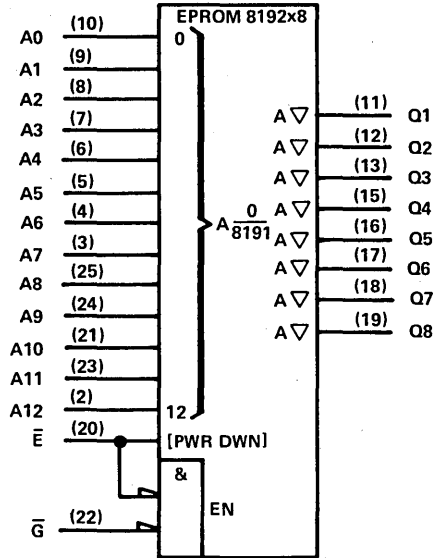 EPROM 8192x8
A0 (10) 0
A1 (9)
A2 (8)
A3 (7)
A4 (6)
A5 (5)
A6 (4)
A7 (3)
A8 (25)
A9 (24)
A10 (21)
A11 (23)
A12 (2) 12
A 0/8191
A ▽ (11) Q1
A ▽ (12) Q2
A ▽ (13) Q3
A ▽ (15) Q4
A ▽ (16) Q5
A ▽ (17) Q6
A ▽ (18) Q7
A ▽ (19) Q8
E̅ (20) [PWR DWN]
&
EN
G̅ (22)